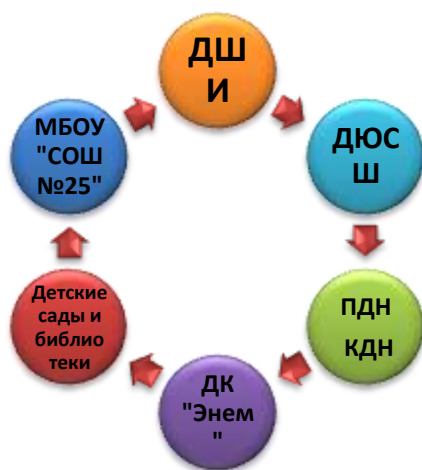 ДШ
И
ДЮС
Ш
ПДН
КДН
ДК
"Энем
"
Детские
сады и
библио
теки
МБОУ
"СОШ
№25"